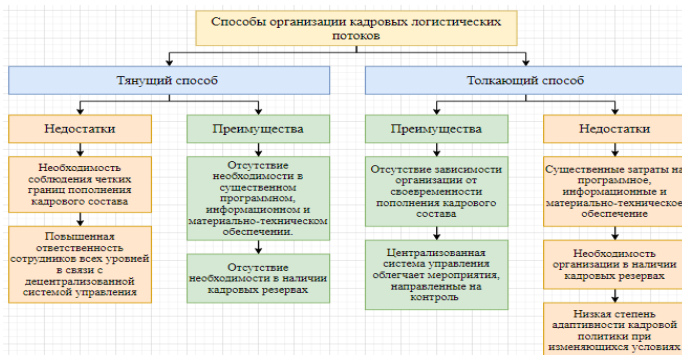 Способы организации кадровых логистических
потоков
Тянущий способ
Толкающий способ
Недостатки
Преимущества
Преимущества
Недостатки
Необходимость
соблюдения четких
границ пополнения
кадрового состава
Отсутствие
необходимости в
существенном
программном,
информационном и
материально-техническом
обеспечении.
Отсутствие зависимости
организации от
своевременности
пополнения кадрового
состава
Существенные затраты на
программное,
информационные и
материально-техническое
обеспечение
Повышенная
ответственность
сотрудников всех уровней
в связи с
децентрализованной
системой управления
Отсутствие
необходимости в наличии
кадровых резервах
Централизованная
система управления
облегчает мероприятия,
направленные на
контроль
Необходимость
организации в наличии
кадровых резервах
Низкая степень
адаптивности кадровой
политики при
изменяющихся условиях